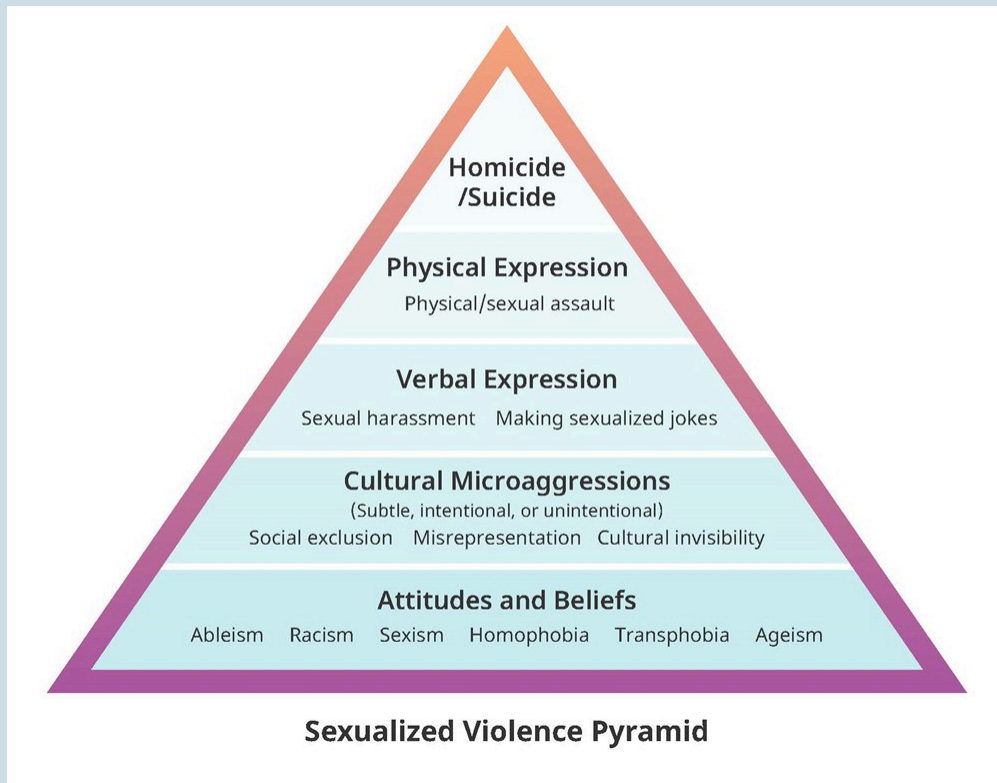 Homicide
/Suicide
Physical Expression
Physical/sexual assault
Verbal Expression
Sexual harassment Making sexualized jokes
Cultural Microaggressions
(Subtle, intentional, or unintentional)
Social exclusion Misrepresentation Cultural invisibility
Attitudes and Beliefs
Ableism Racism Sexism Homophobia Transphobia Ageism
Sexualized Violence Pyramid